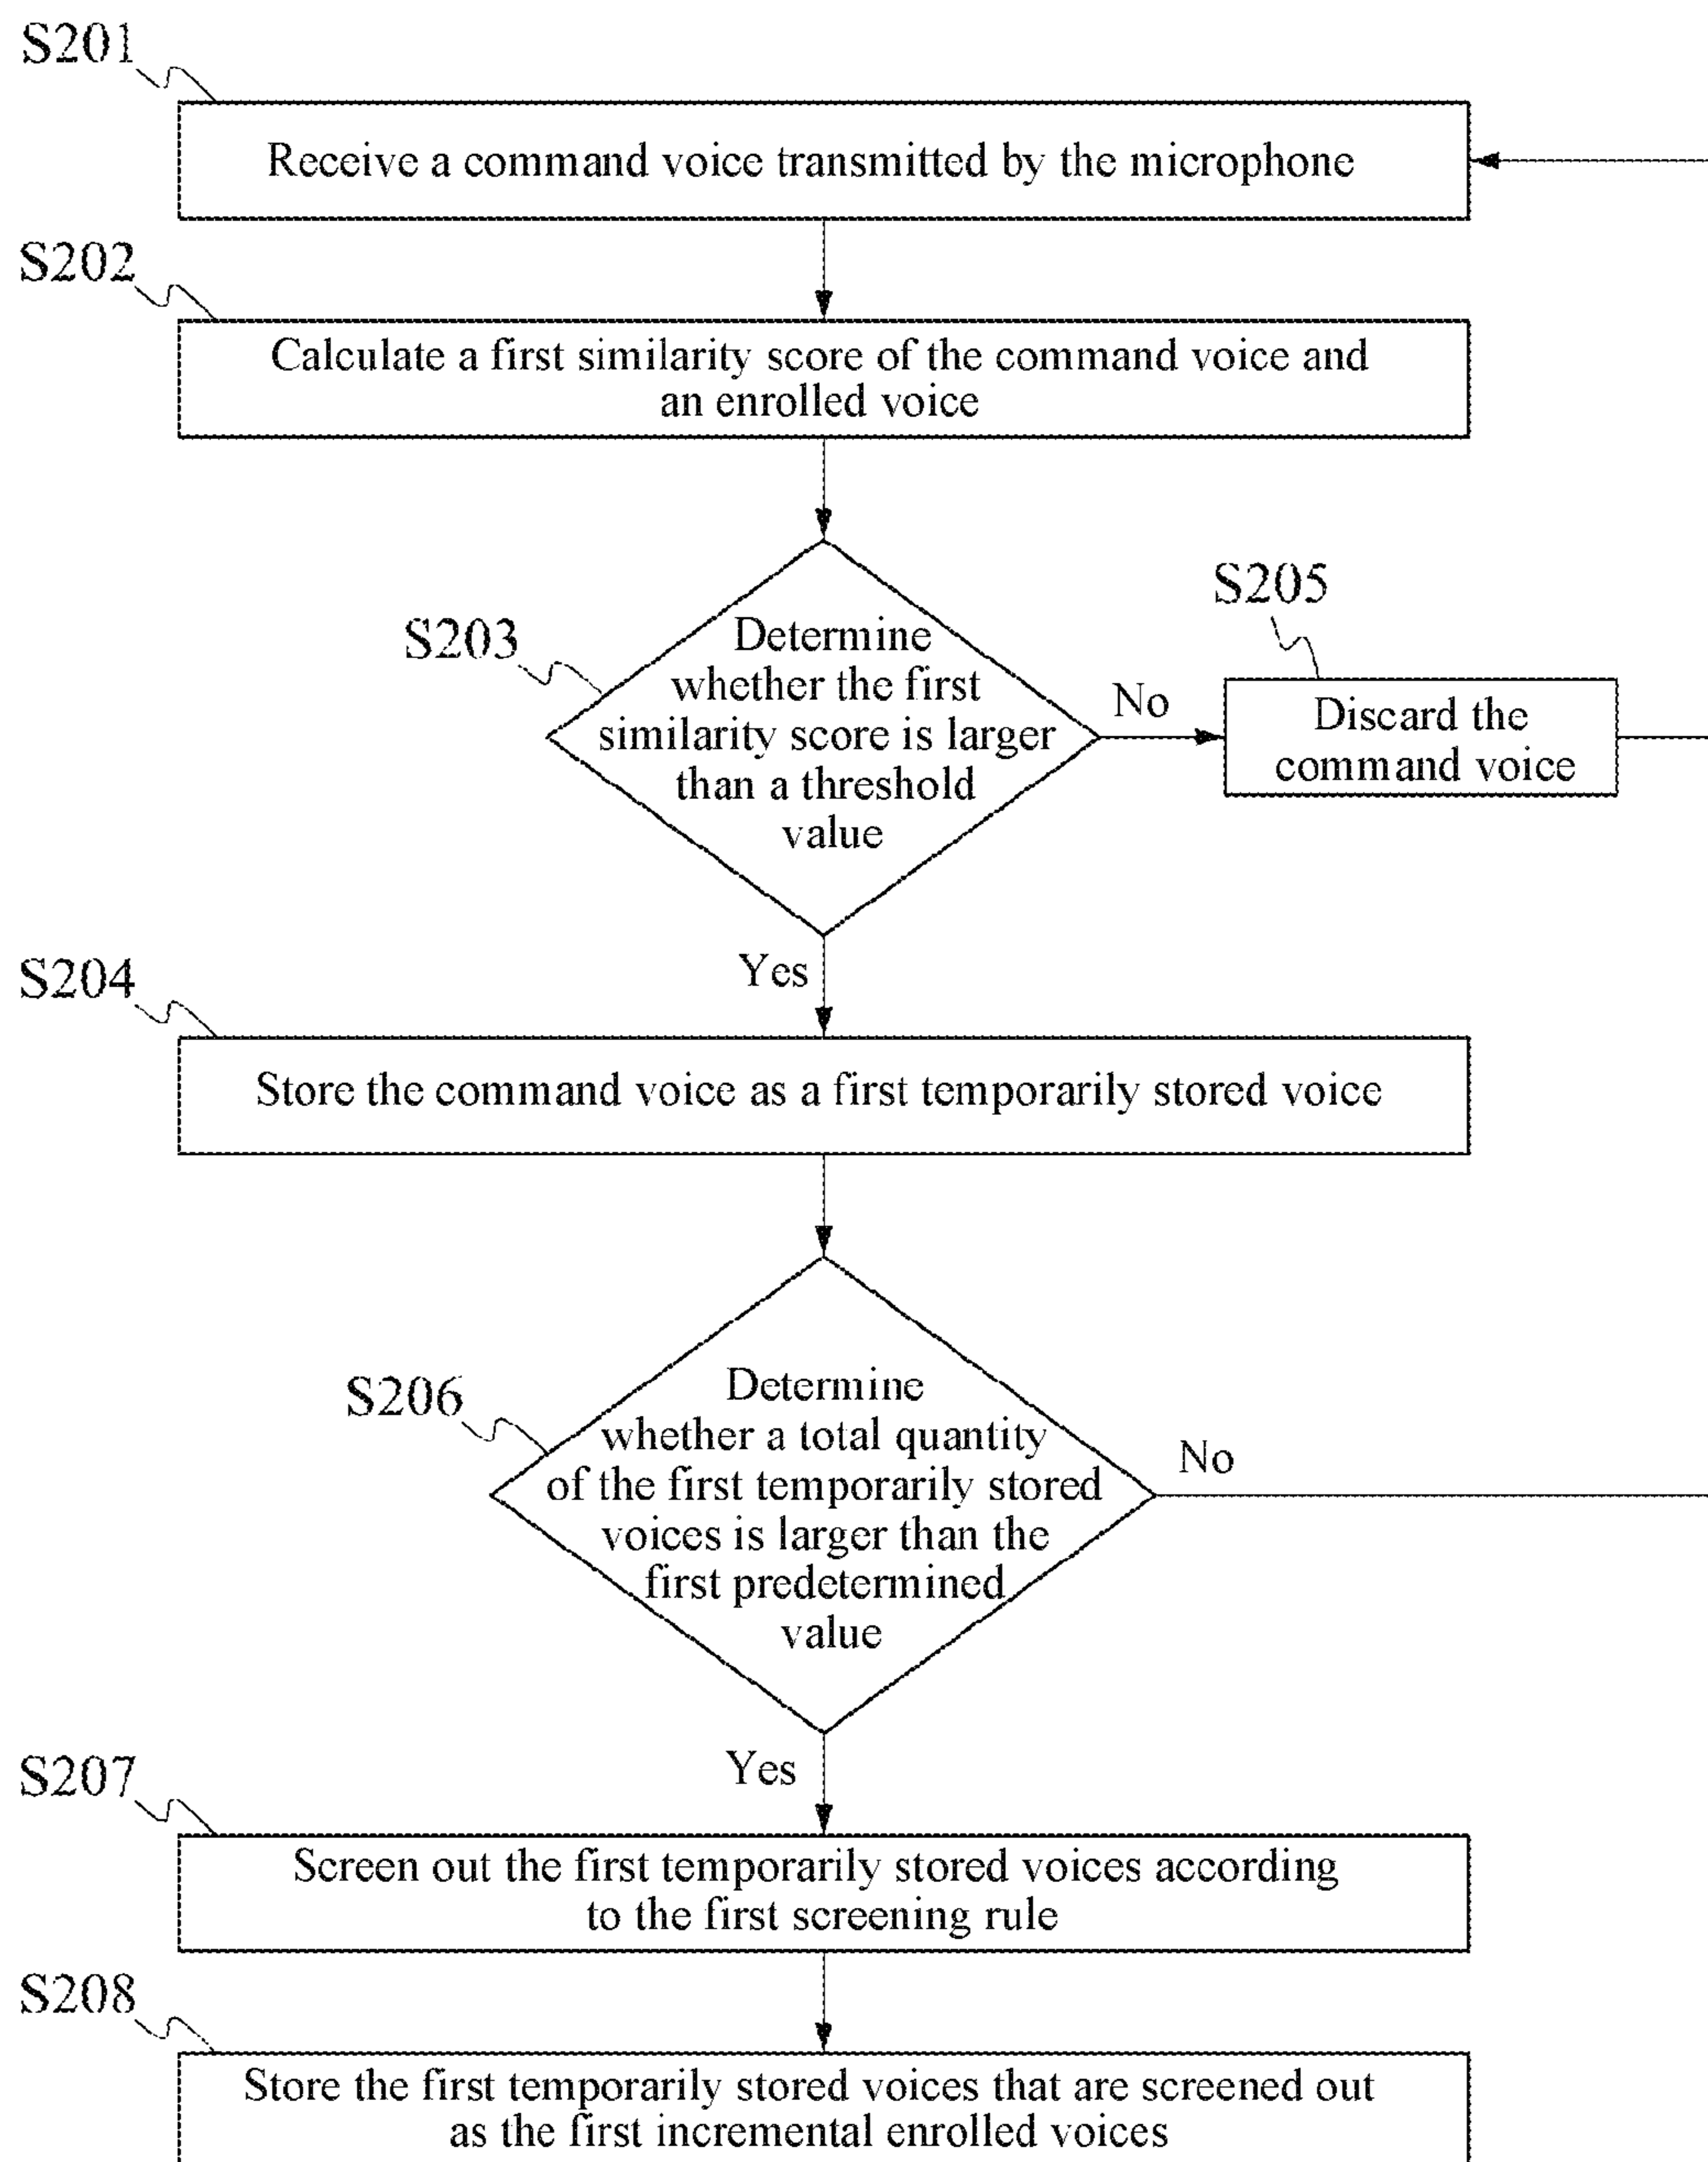 S201
Receive a command voice transmitted by the microphone
S202
Calculate a first similarity score of the command voice and
an enrolled voice
S203
Determine
whether the first
similarity score is larger
than a threshold
value
No
S205
Discard the
command voice
Yes
S204
Store the command voice as a first temporarily stored voice
S206
Determine
whether a total quantity
of the first temporarily stored
voices is larger than the
first predetermined
value
No
Yes
S207
Screen out the first temporarily stored voices according
to the first screening rule
S208
Store the first temporarily stored voices that are screened out
as the first incremental enrolled voices